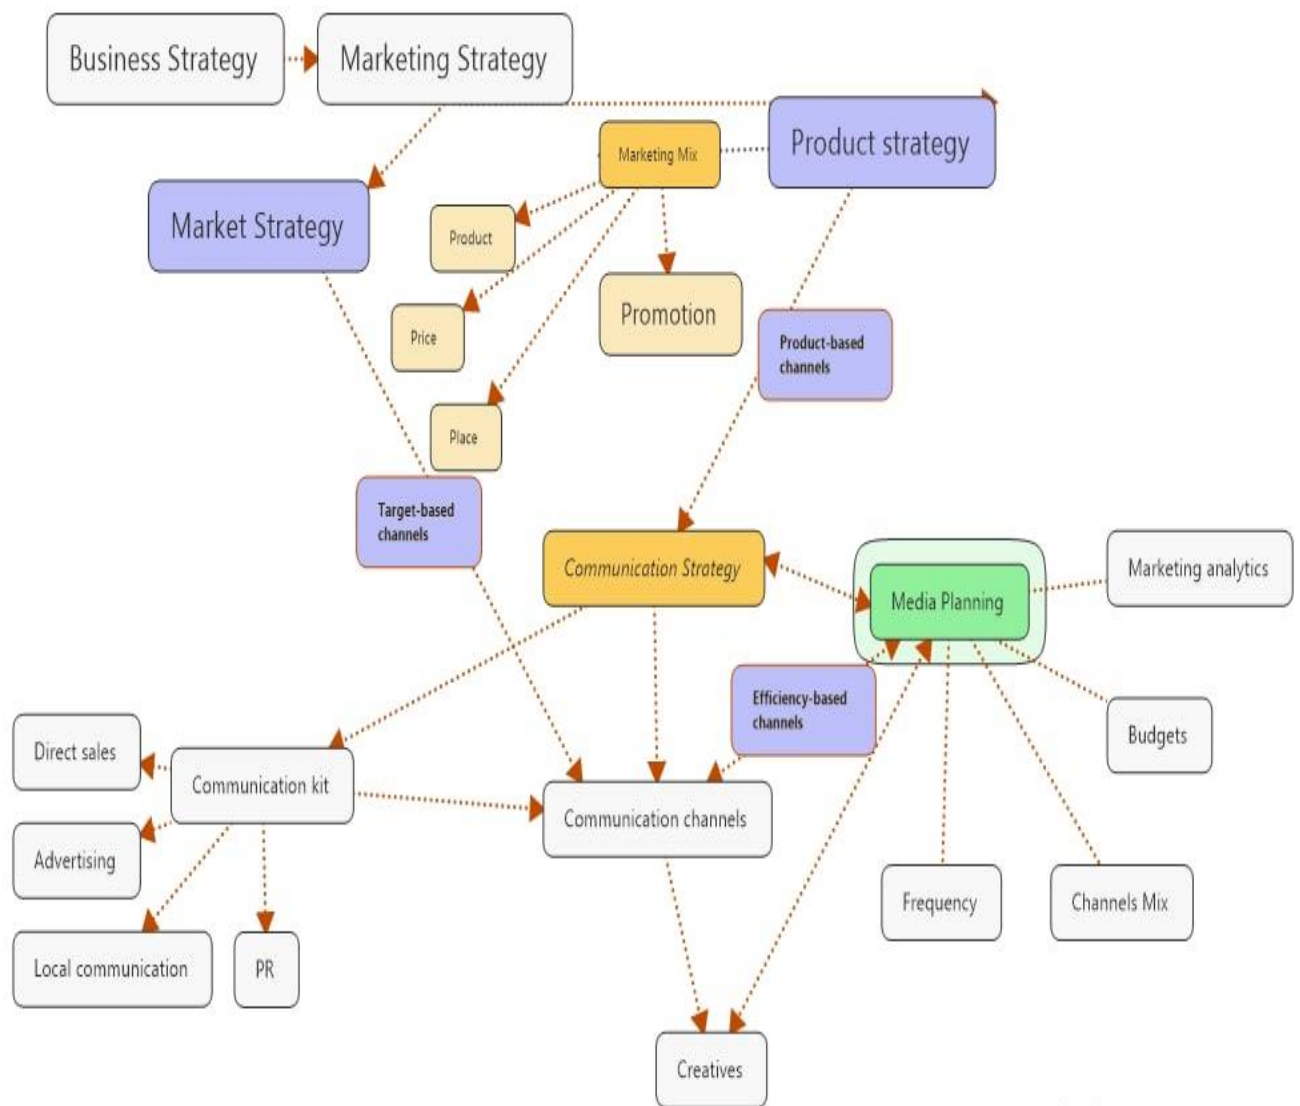 Business Strategy
Marketing Strategy
Marketing Mix
Product strategy
Market Strategy
Product
Promotion
Price
Product-based
channels
Place
Target-based
channels
Communication Strategy
Media Planning
Marketing analytics
Efficiency-based
channels
Budgets
Direct sales
Communication kit
Communication channels
Advertising
Frequency
Channels Mix
Local communication
PR
Creatives